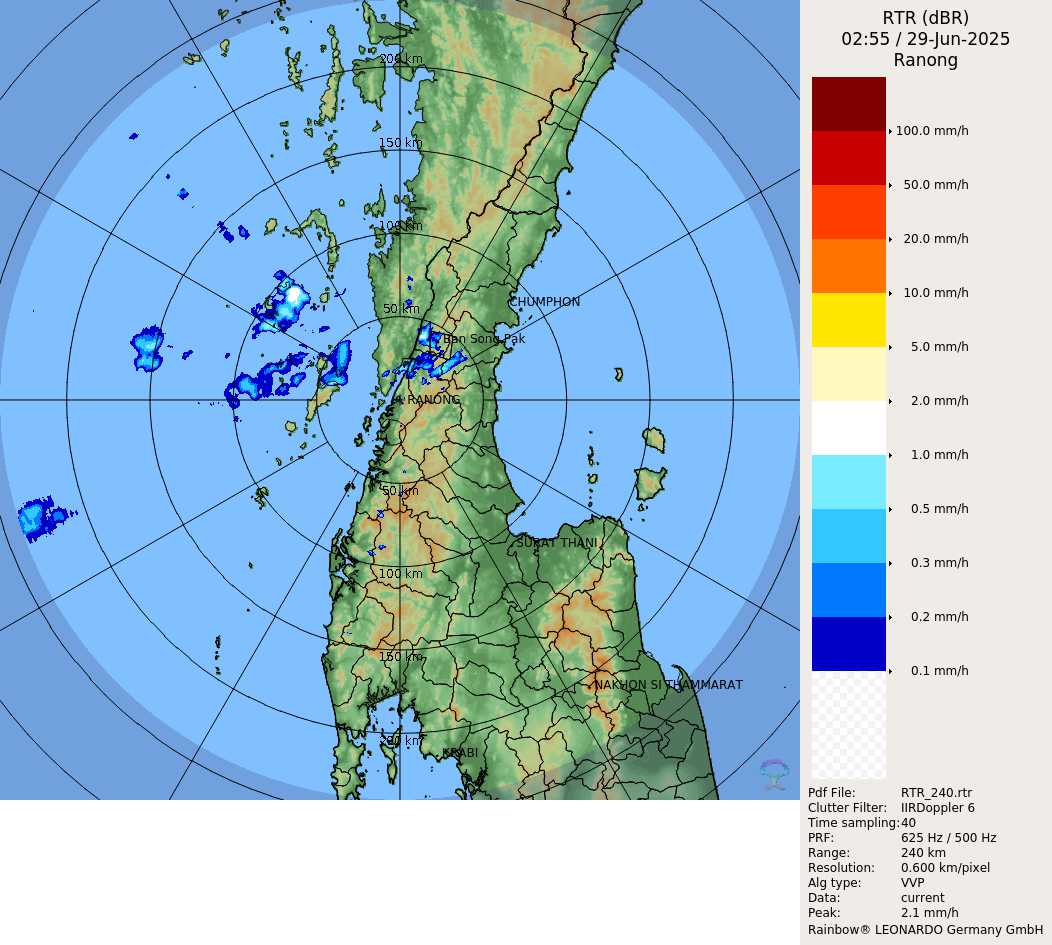 RTR (dBR)
02:55 / 29-Jun-2025
Ranong
100.0 mm/h
50.0 mm/h
20.0 mm/h
10.0 mm/h
5.0 mm/h
2.0 mm/h
1.0 mm/h
0.5 mm/h
0.3 mm/h
0.2 mm/h
0.1 mm/h
200 km
150 km
100 km
CHUMPHON
50 km
Ban Song Pak
RANONG
50 km
SURAT THANI
100 km
150 km
NAKHON SI THAMMARAT
200 km
KRABI
Pdf File: RTR_240.rtr
Clutter Filter: IIRDoppler 6
Time sampling: 40
PRF: 625 Hz / 500 Hz
Range: 240 km
Resolution: 0.600 km/pixel
Alg type: VVP
Data: current
Peak: 2.1 mm/h
Rainbow® LEONARDO Germany GmbH